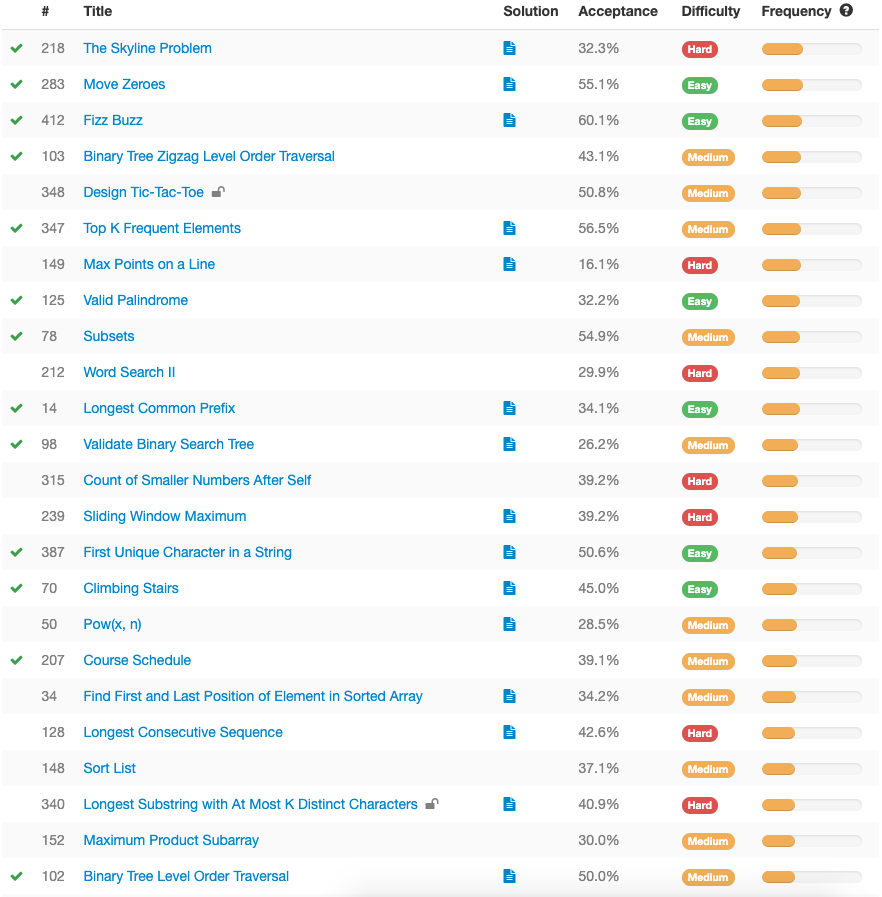 # Title Solution Acceptance Difficulty Frequency ?
218 The Skyline Problem 32.3% Hard
283 Move Zeroes 55.1% Easy
412 Fizz Buzz 60.1% Easy
103 Binary Tree Zigzag Level Order Traversal 43.1% Medium
348 Design Tic-Tac-Toe 50.8% Medium
347 Top K Frequent Elements 56.5% Medium
149 Max Points on a Line 16.1% Hard
125 Valid Palindrome 32.2% Easy
78 Subsets 54.9% Medium
212 Word Search II 29.9% Hard
14 Longest Common Prefix 34.1% Easy
98 Validate Binary Search Tree 26.2% Medium
315 Count of Smaller Numbers After Self 39.2% Hard
239 Sliding Window Maximum 39.2% Hard
387 First Unique Character in a String 50.6% Easy
70 Climbing Stairs 45.0% Easy
50 Pow(x, n) 28.5% Medium
207 Course Schedule 39.1% Medium
34 Find First and Last Position of Element in Sorted Array 34.2% Medium
128 Longest Consecutive Sequence 42.6% Hard
148 Sort List 37.1% Medium
340 Longest Substring with At Most K Distinct Characters 40.9% Hard
152 Maximum Product Subarray 30.0% Medium
102 Binary Tree Level Order Traversal 50.0% Medium